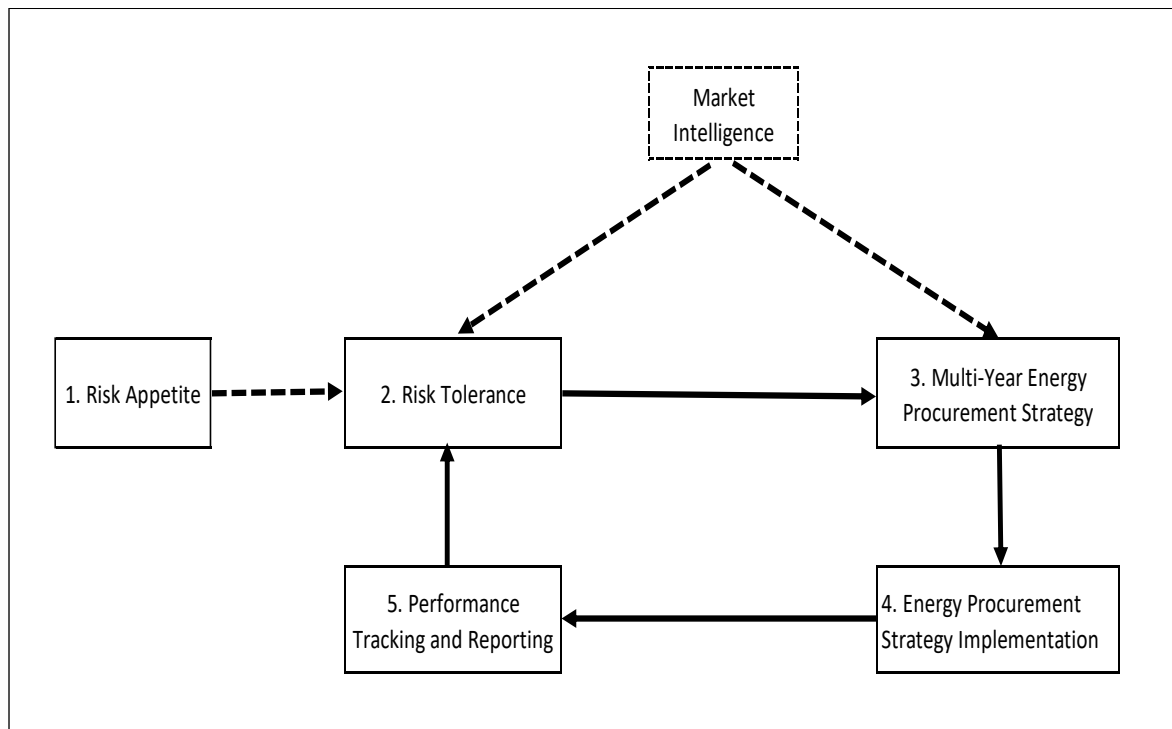 Market
Intelligence
1. Risk Appetite
2. Risk Tolerance
3. Multi-Year Energy
Procurement Strategy
5. Performance
Tracking and Reporting
4. Energy Procurement
Strategy Implementation